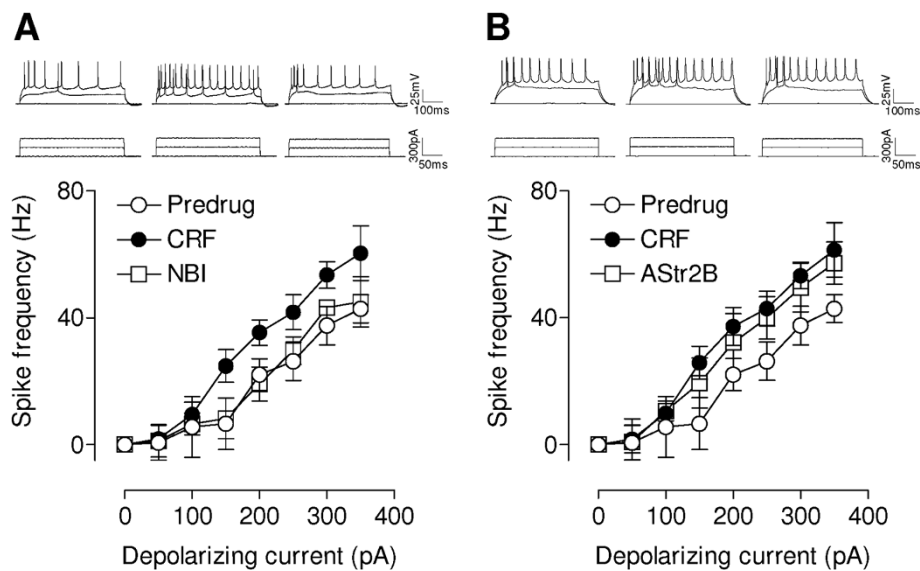 A
25mV
100ms
300pA
50ms
80
40
0
Spike frequency (Hz)
Predrug
CRF
NBI
0 100 200 300 400
Depolarizing current (pA)
B
25mV
100ms
300pA
50ms
80
40
0
Spike frequency (Hz)
Predrug
CRF
AStr2B
0 100 200 300 400
Depolarizing current (pA)